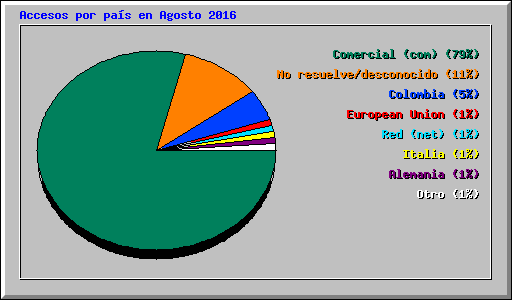 Accesos por país en Agosto 2016
Comercial (com) (79%)
No resuelve/desconocido (11%)
Colombia (5%)
European Union (1%)
Red (net) (1%)
Italia (1%)
Alemania (1%)
Otro (1%)